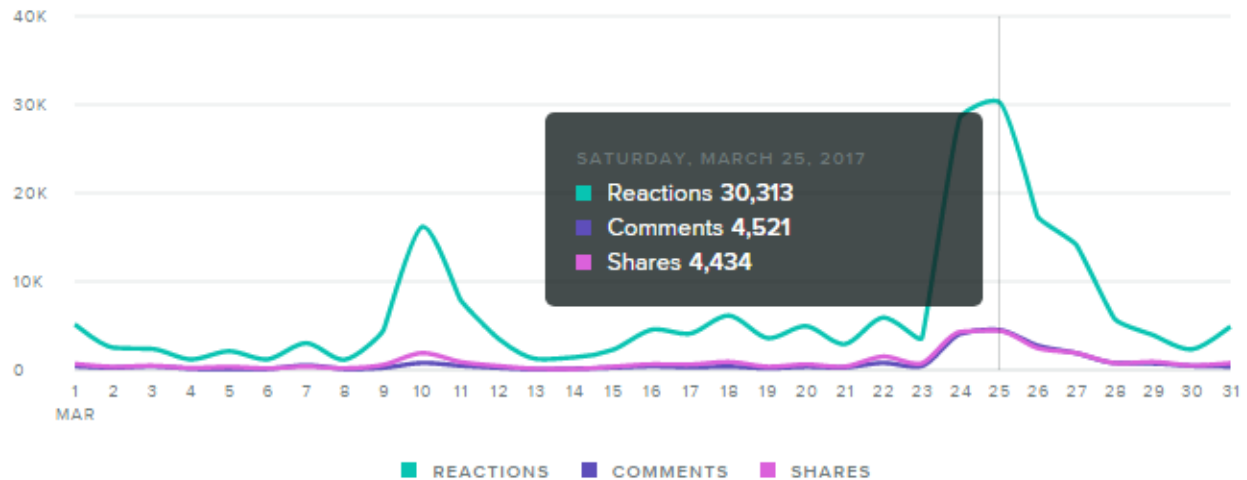 40K
30K
SATURDAY, MARCH 25, 2017
20K
Reactions 30,313
Comments 4,521
Shares 4,434
10K
0
1 2 3 4 5 6 7 8 9 10 11 12 13 14 15 16 17 18 19 20 21 22 23 24 25 26 27 28 29 30 31
MAR
REACTIONS COMMENTS SHARES